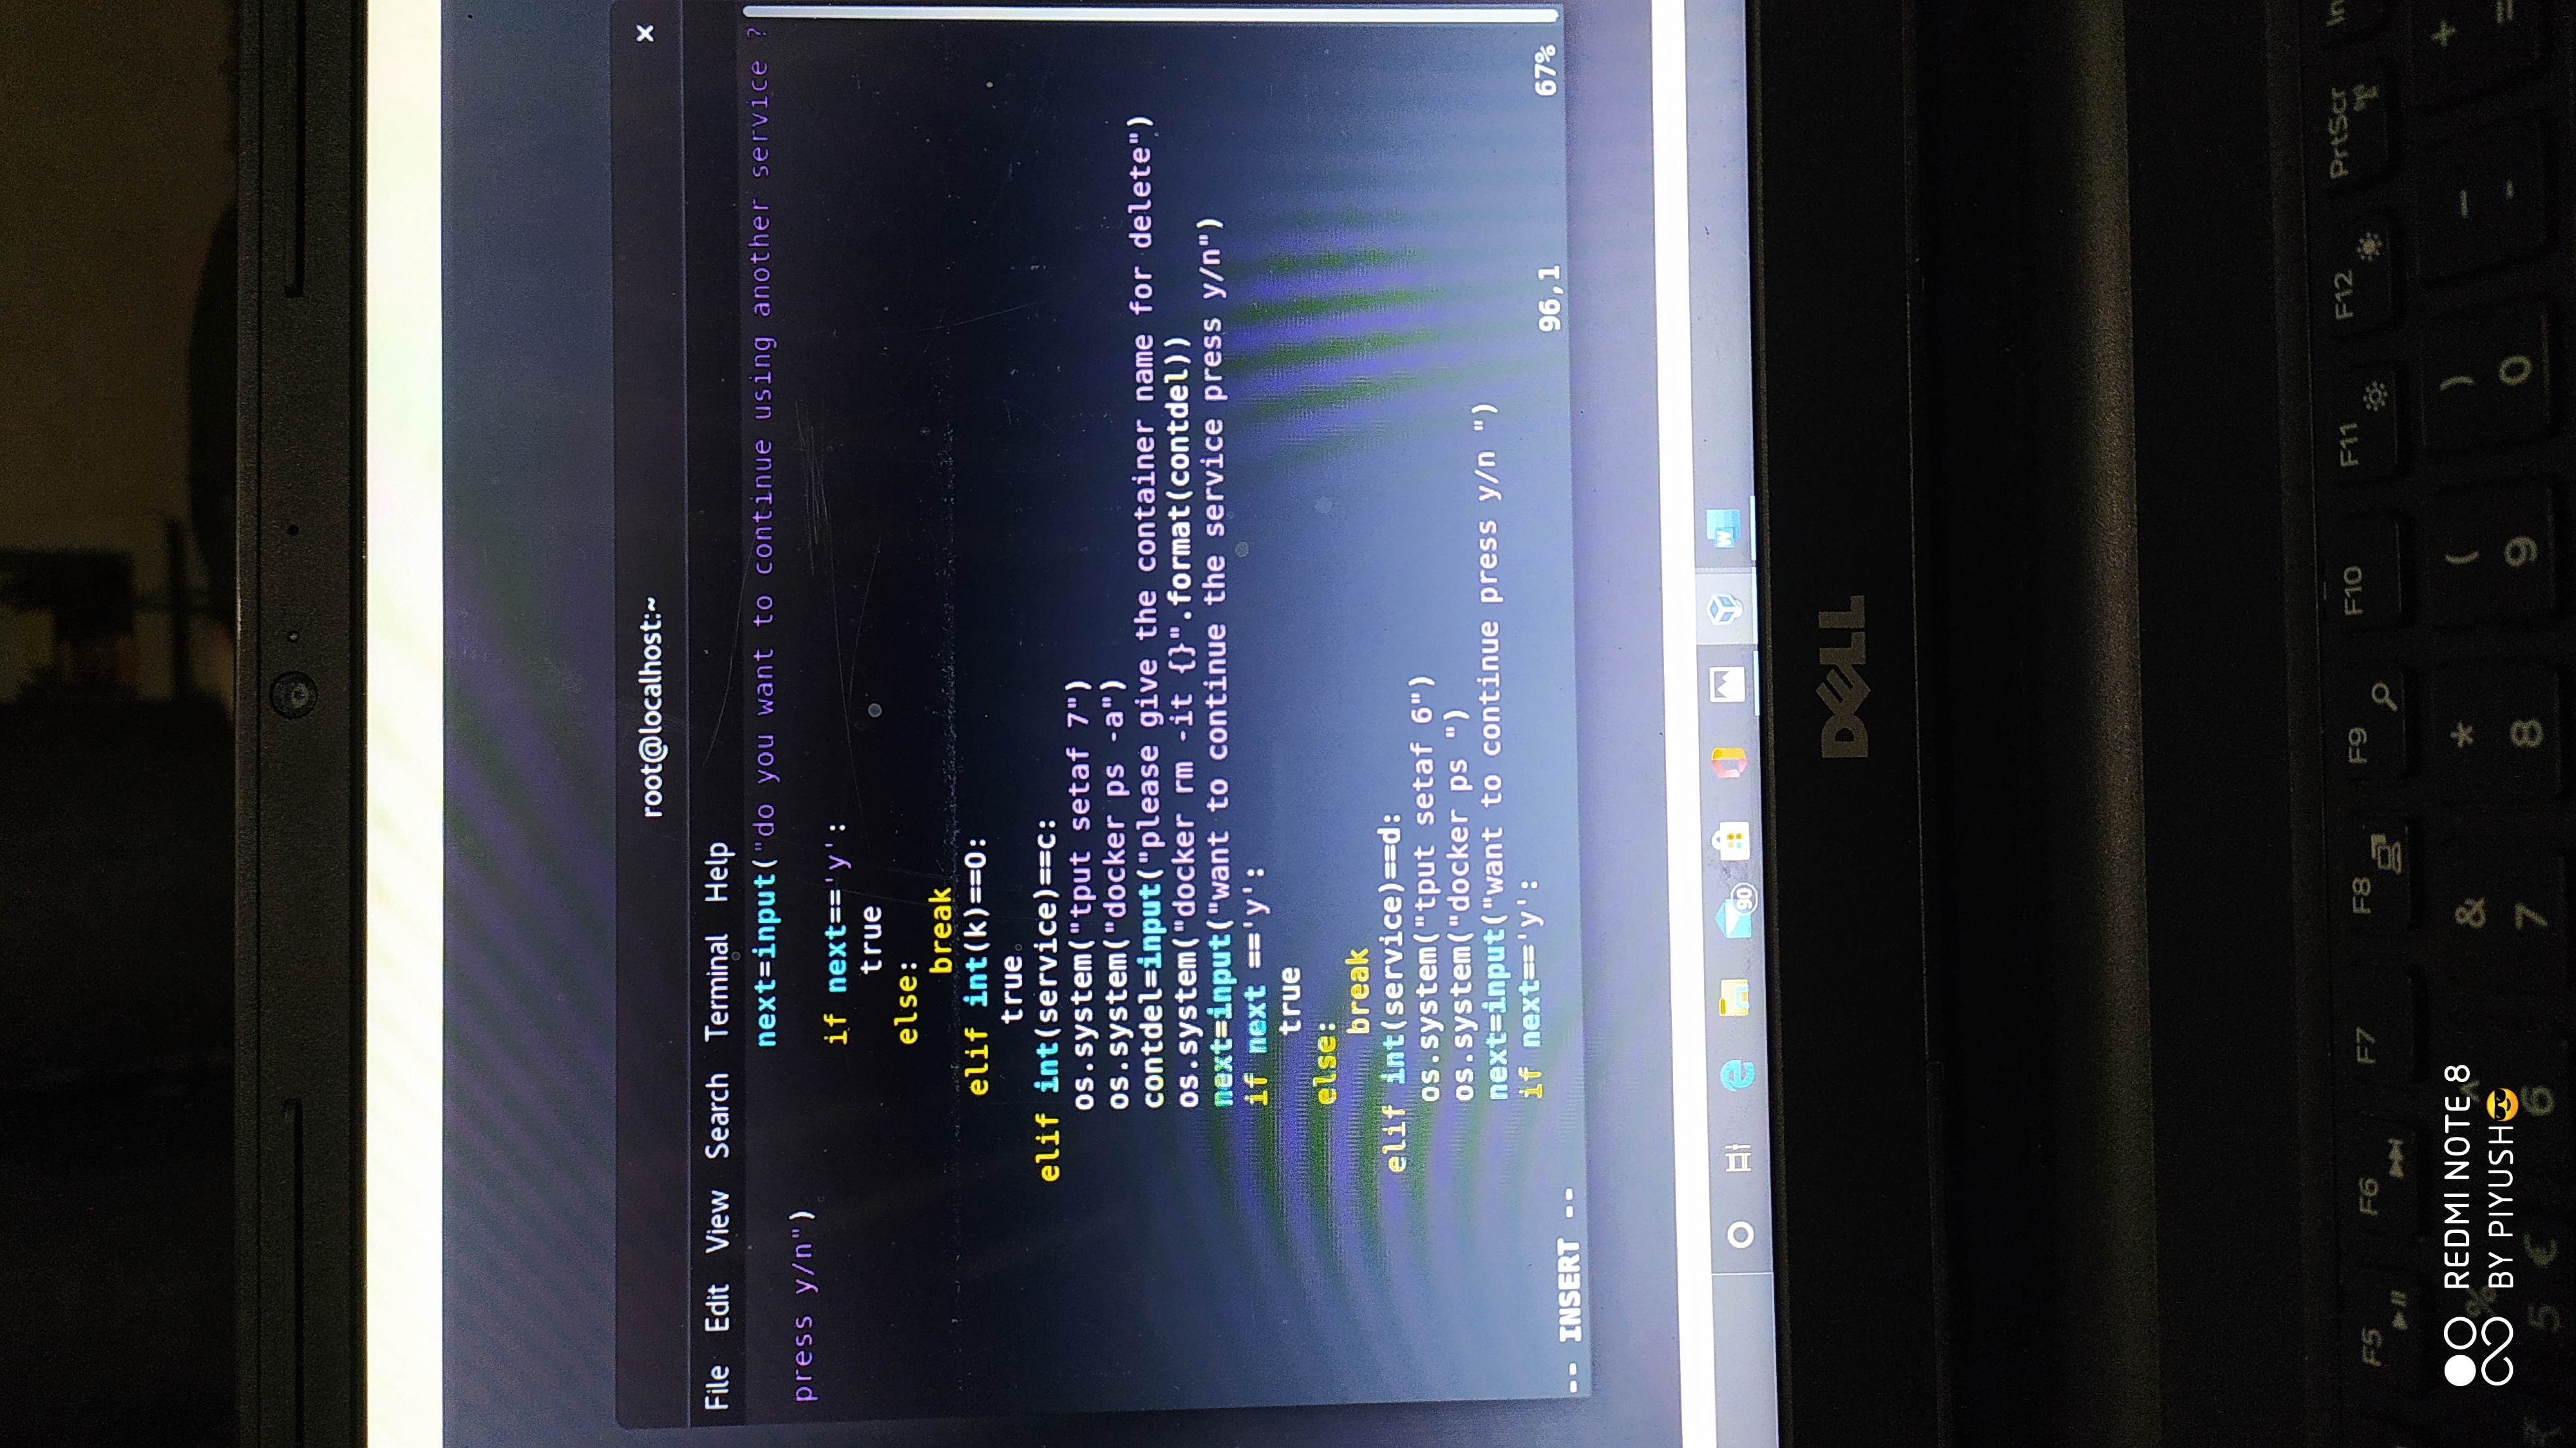 root@localhost:~ ×
File Edit View Search Terminal Help
next=input("do you want to continue using another service ?
press y/n")
if next=='y':
true
else:
break
elif int(k)==0:
true
elif int(service)==c:
os.system("tput setaf 7")
os.system("docker ps -a")
contdel=input("please give the container name for delete")
os.system("docker rm -it {}".format(contdel))
next=input("want to continue the service press y/n")
if next =='y':
true
else:
break
elif int(service)==d:
os.system("tput setaf 6")
os.system("docker ps ")
next=input("want to continue press y/n ")
if next=='y':
-- INSERT -- 96,1 67%
90
W
DELL
F5 F6 F7 F8 F9 F10 F11 F12 PrtScr In
% ^ & * ( ) – +
₹ 5 € 6 7 8 9 0 - =
REDMI NOTE 8
BY PIYUSH😎